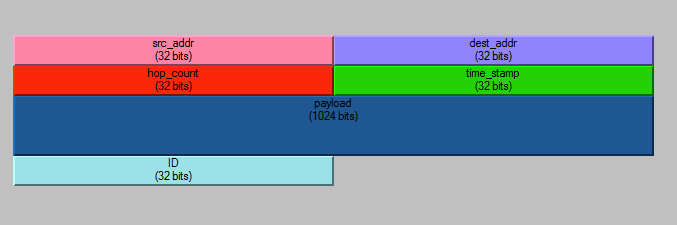 src_addr
(32 bits)
dest_addr
(32 bits)
hop_count
(32 bits)
time_stamp
(32 bits)
payload
(1024 bits)
ID
(32 bits)